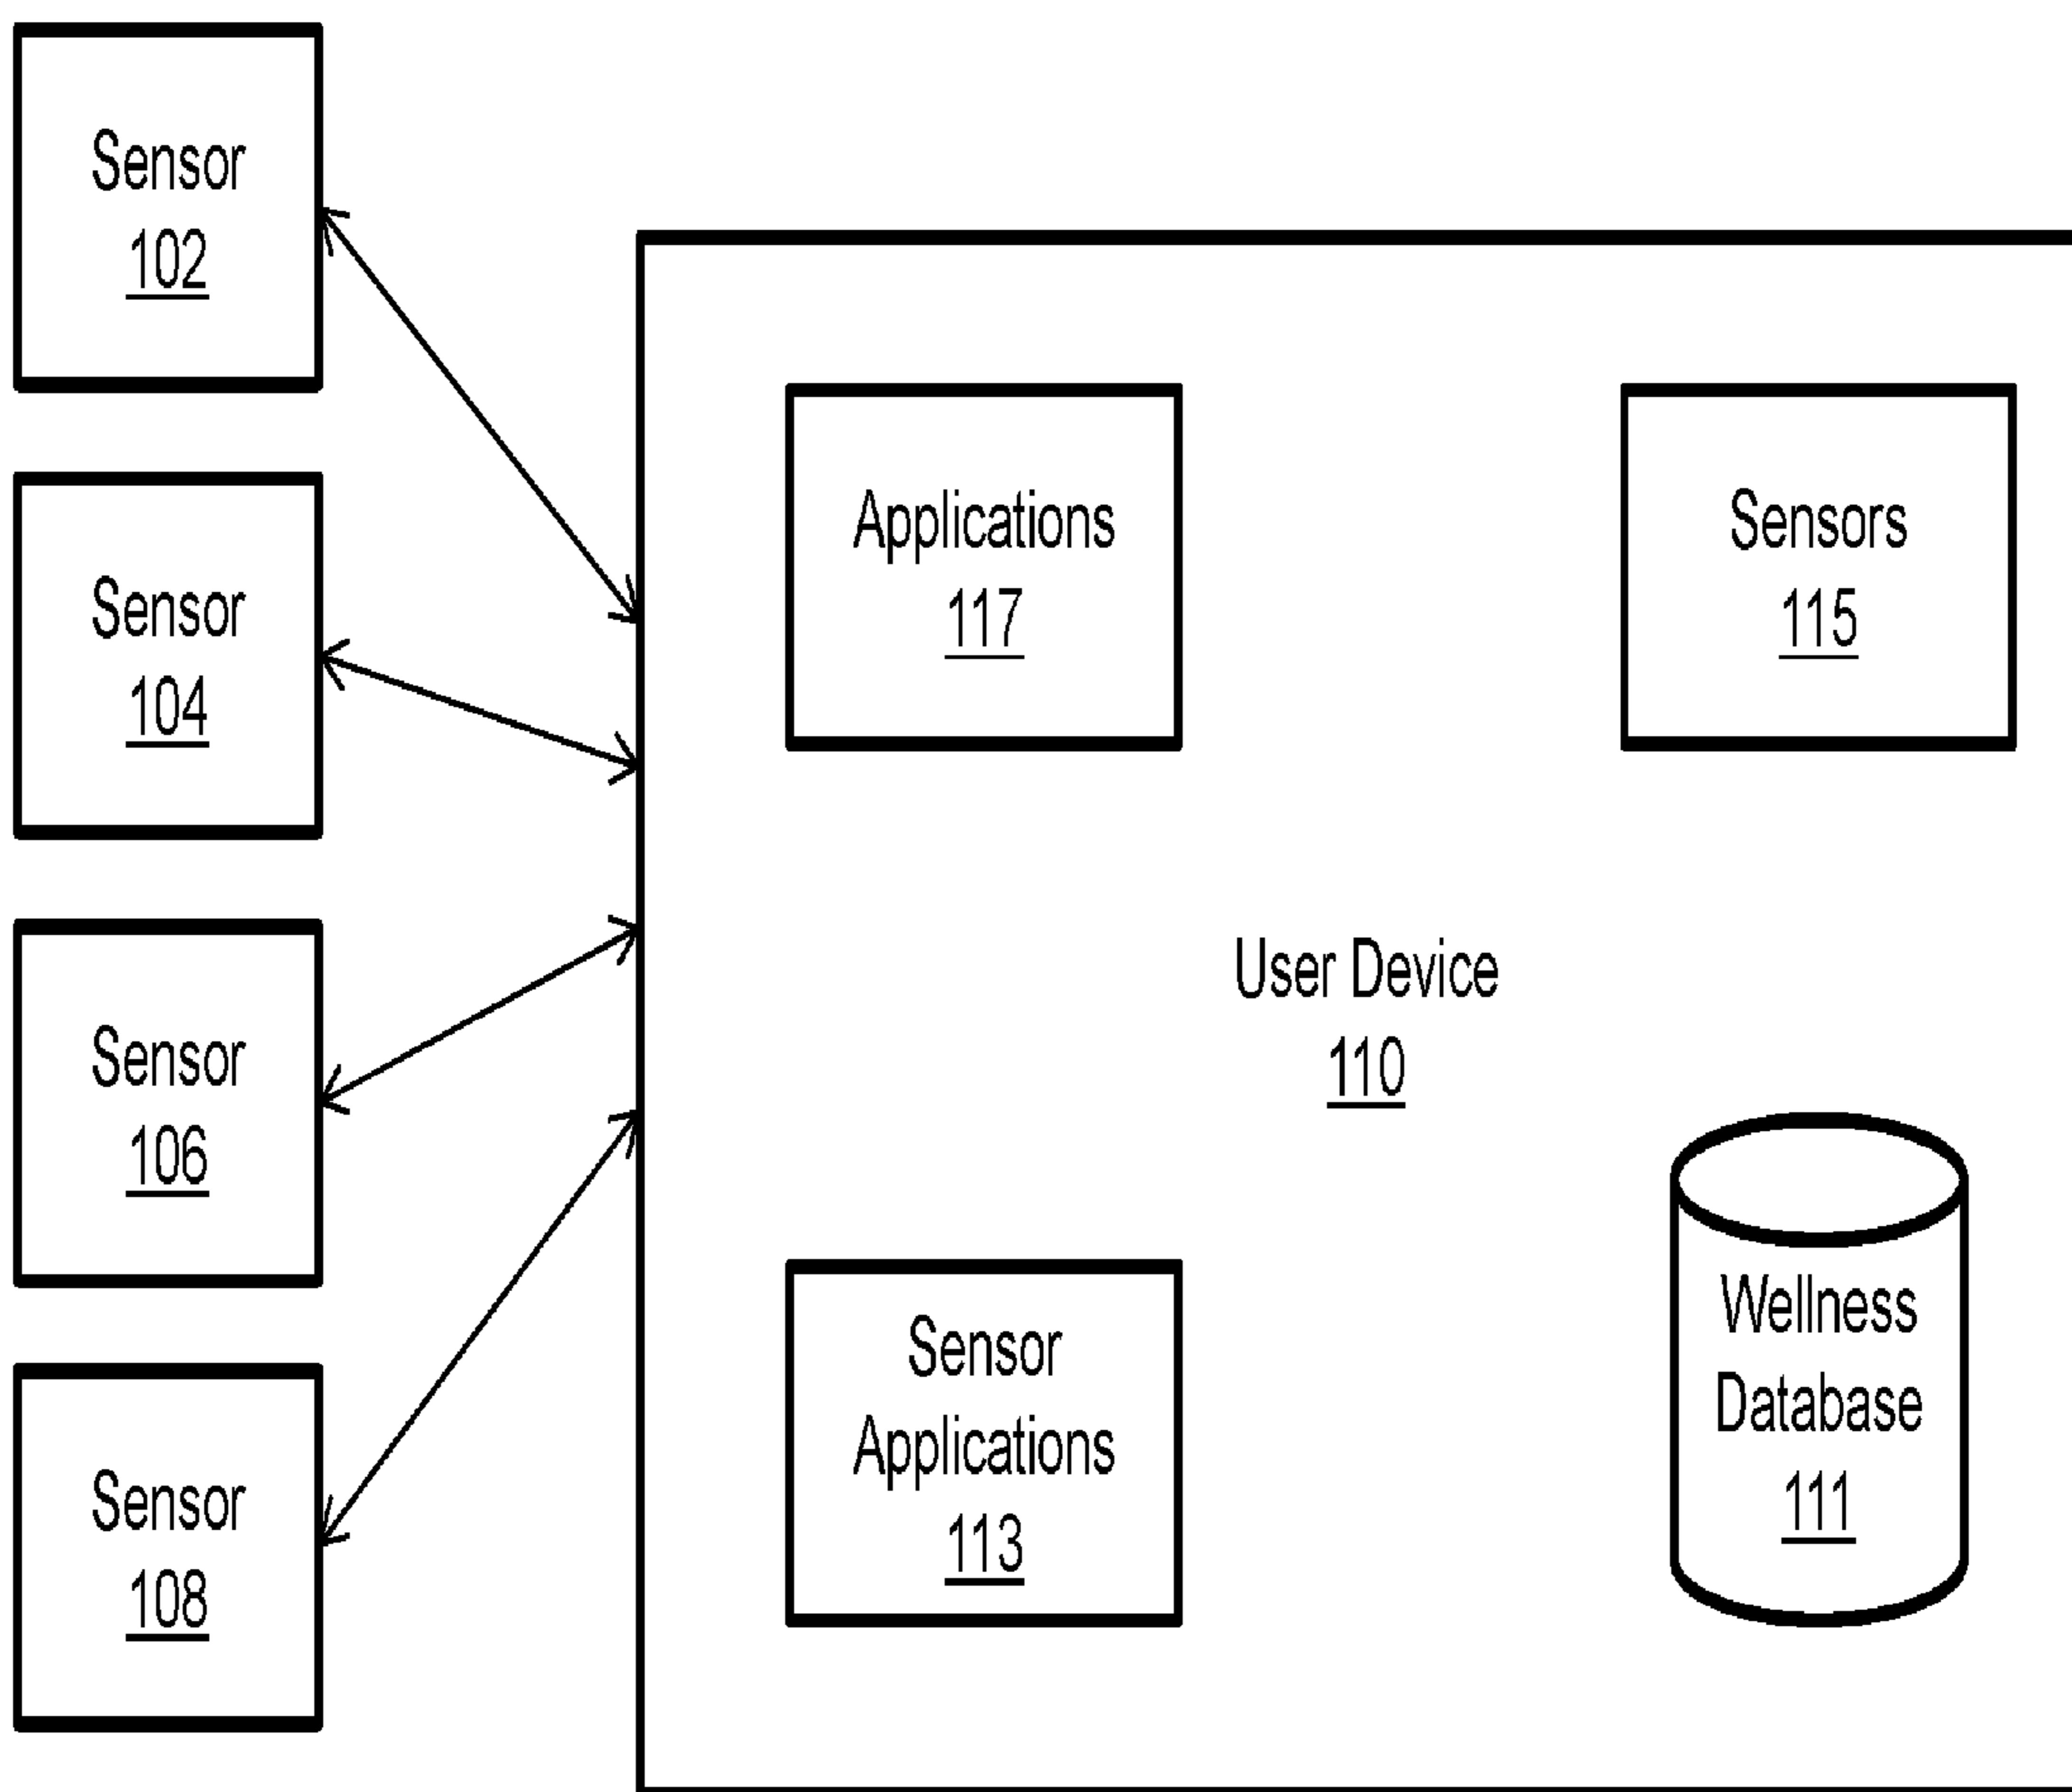 Sensor
102
Sensor
104
Sensor
106
Sensor
108
Applications
117
Sensors
115
User Device
110
Sensor
Applications
113
Wellness
Database
111